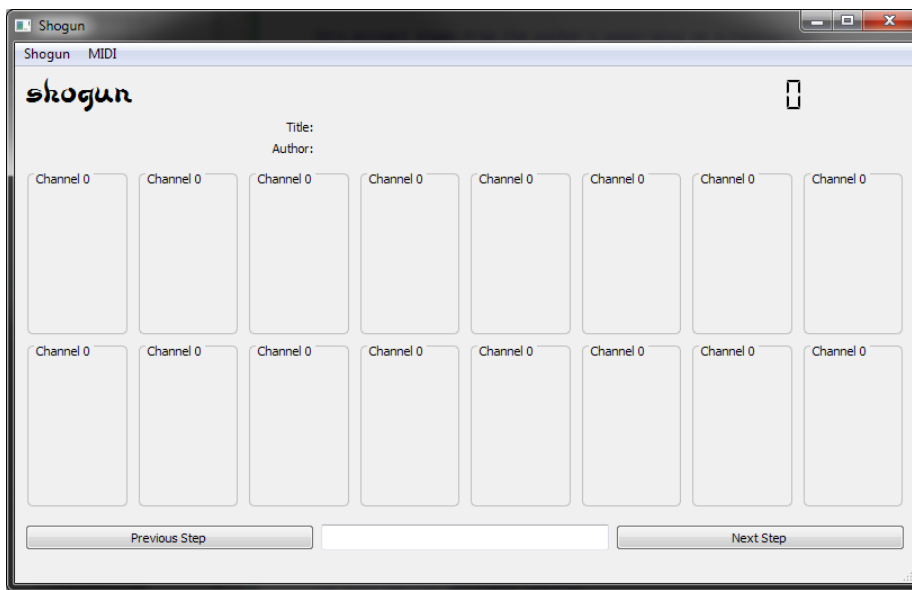 Shogun
Shogun MIDI
shogun 0
Title:
Author:
Channel 0 Channel 0 Channel 0 Channel 0 Channel 0 Channel 0 Channel 0 Channel 0
Channel 0 Channel 0 Channel 0 Channel 0 Channel 0 Channel 0 Channel 0 Channel 0
Previous Step Next Step